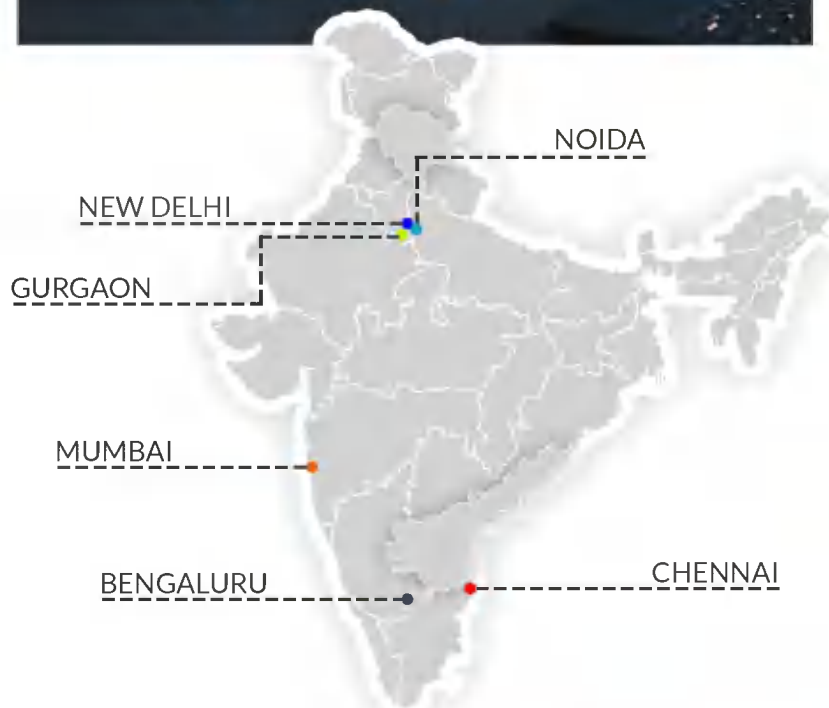 NOIDA
NEW DELHI
GURGAON
MUMBAI
CHENNAI
BENGALURU